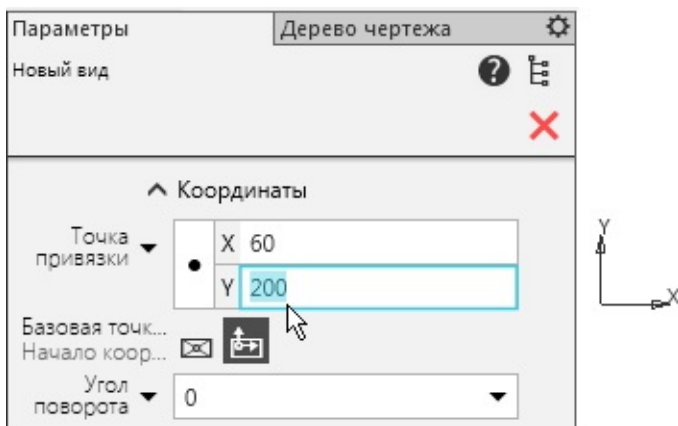 Параметры
Дерево чертежа
Новый вид
?
Координаты
Точка
привязки
X 60
Y 200
Базовая точк...
Начало коор...
Угол
поворота
0
Y
X